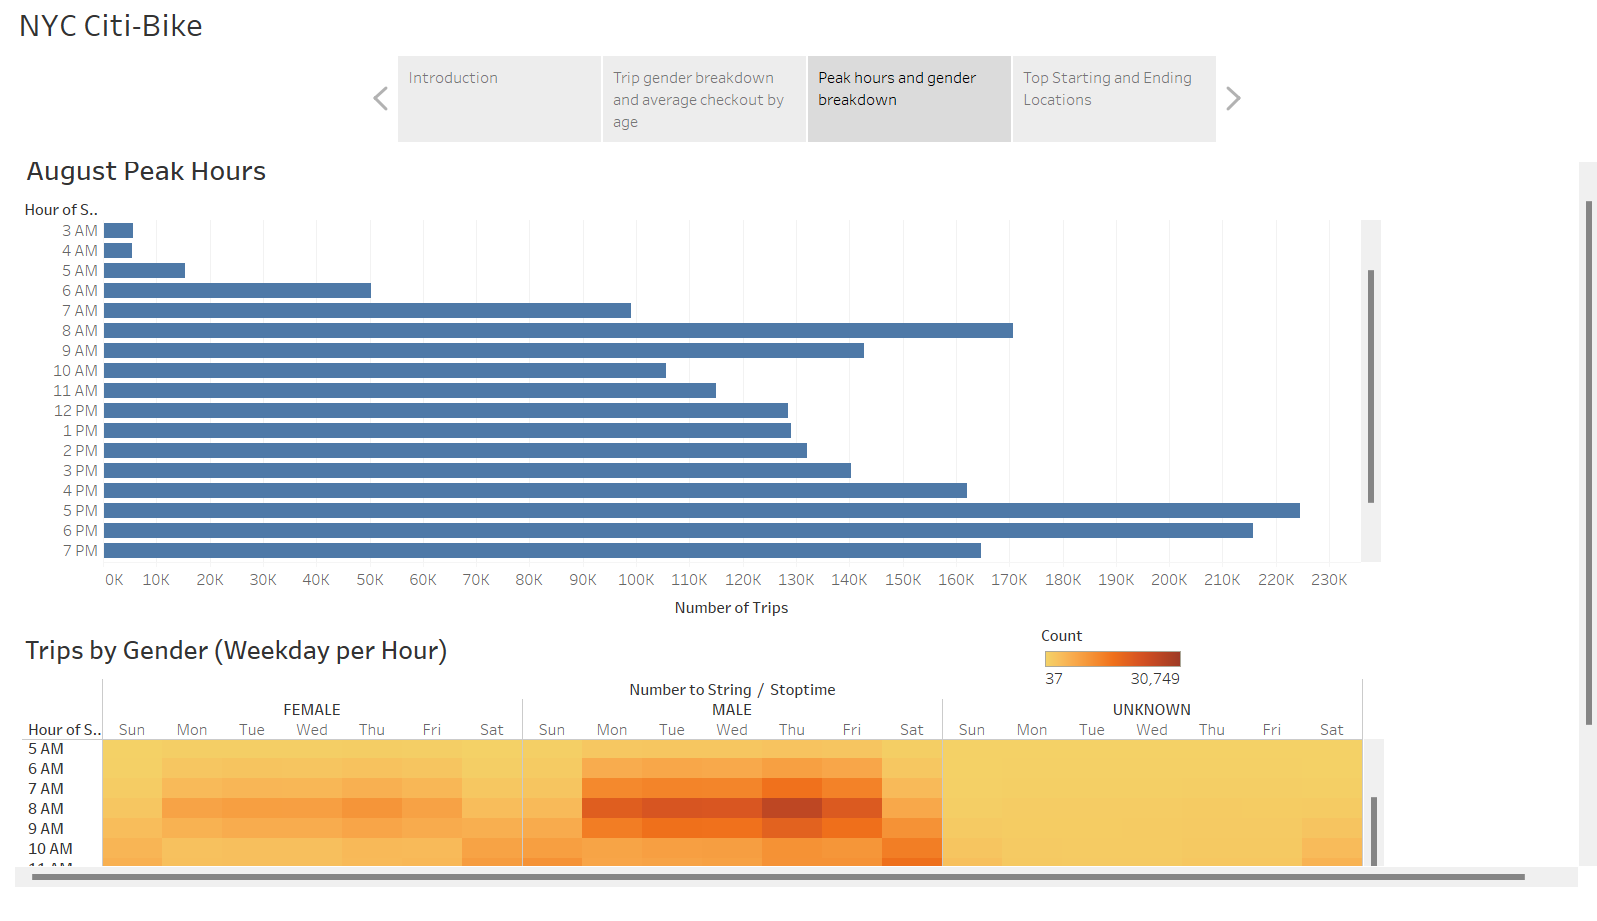 NYC Citi-Bike
Introduction
Trip gender breakdown
and average checkout by
age
Peak hours and gender
breakdown
Top Starting and Ending
Locations
August Peak Hours
Hour of S..
3 AM
4 AM
5 AM
6 AM
7 AM
8 AM
9 AM
10 AM
11 AM
12 PM
1 PM
2 PM
3 PM
4 PM
5 PM
6 PM
7 PM
0K 10K 20K 30K 40K 50K 60K 70K 80K 90K 100K 110K 120K 130K 140K 150K 160K 170K 180K 190K 200K 210K 220K 230K
Number of Trips
Trips by Gender (Weekday per Hour)
Count
37 30,749
Number to String / Stoptime
FEMALE MALE UNKNOWN
Hour of S.. Sun Mon Tue Wed Thu Fri Sat Sun Mon Tue Wed Thu Fri Sat Sun Mon Tue Wed Thu Fri Sat
5 AM
6 AM
7 AM
8 AM
9 AM
10 AM
11 AM